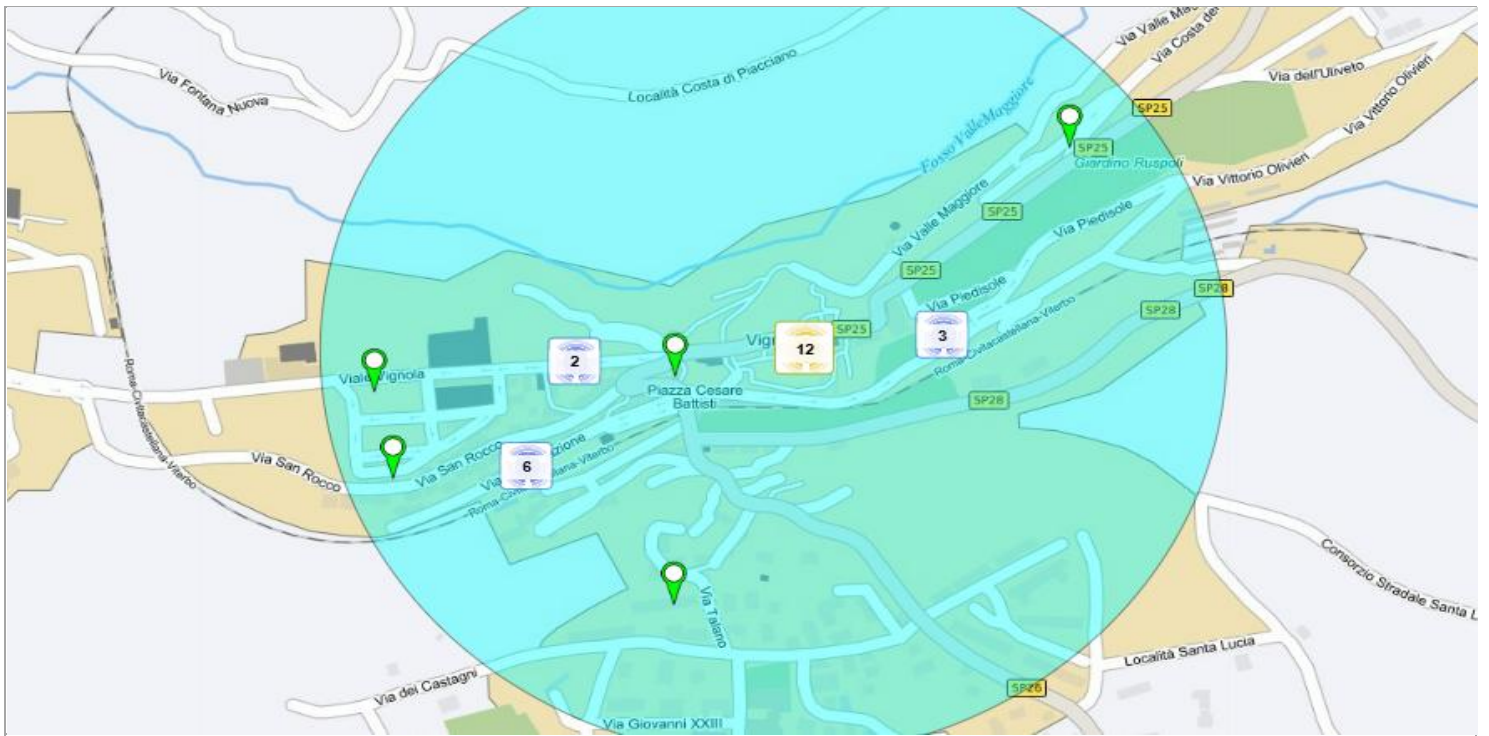 Via Valle Mag
Via Costa de
Località Costa di Piacciano
Via dell'Uliveto
Via Fontana Nuova
Via Vittorio Olivieri
SP25
Fosso ValleMaggiore
SP25
Giardino Ruspoli
Via Vittorio Olivieri
SP25
Via Valle Maggiore
Via Piedisole
SP25
SP28
Via Piedisole
SP28
SP25
3
12
Vign
2
Roma-Civitacastellana-Viterbo
Viale Vignola
Piazza Cesare
Battisti
SP28
Roma-Civitacastellana-Viterbo
Via San Rocco
Via San Rocco
6
Roma-Civitacastellana-Viterbo
Consorzio Stradale Santa L
Via Talano
Località Santa Lucia
Via dei Castagni
SP26
Via Giovanni XXIII